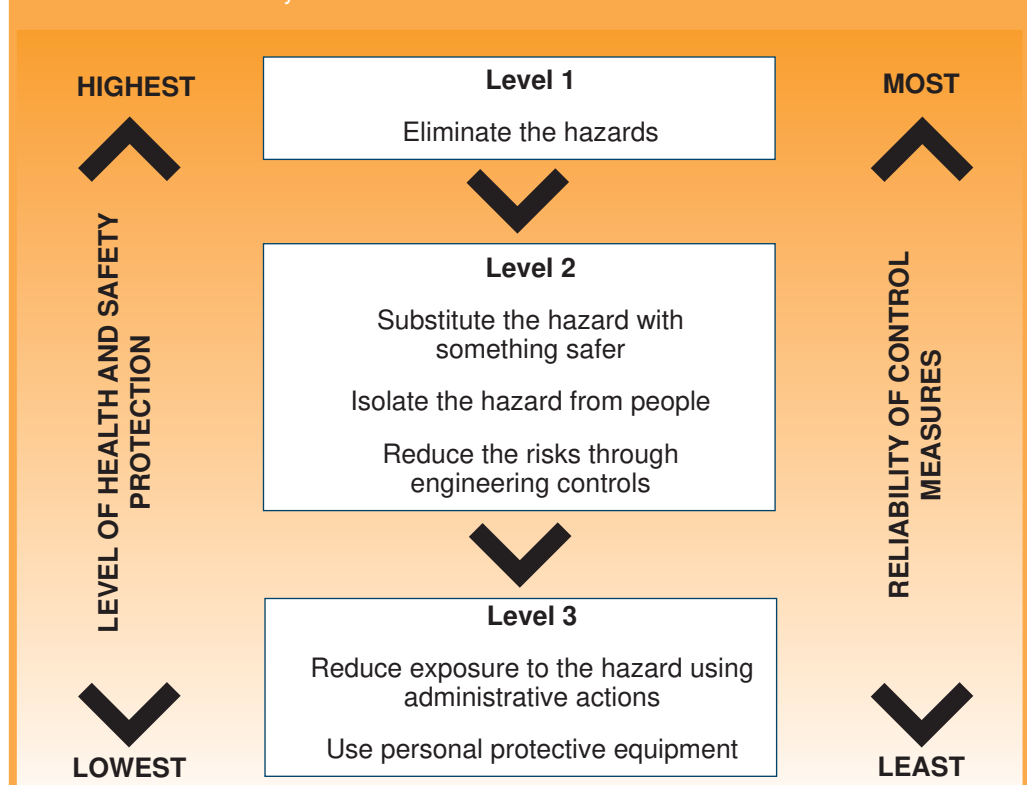 HIGHEST
Level 1
MOST
Eliminate the hazards
LEVEL OF HEALTH AND SAFETY
PROTECTION
Level 2
Substitute the hazard with
something safer
Isolate the hazard from people
Reduce the risks through
engineering controls
RELIABILITY OF CONTROL
MEASURES
Level 3
Reduce exposure to the hazard using
administrative actions
Use personal protective equipment
LOWEST
LEAST